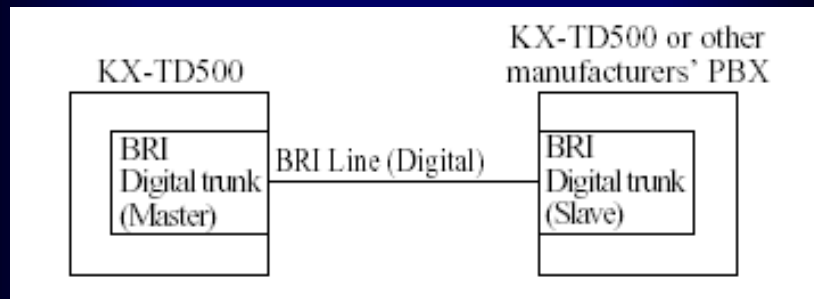 KX-TD500
KX-TD500 or other
manufacturers' PBX
BRI
Digital trunk
(Master)
BRI Line (Digital)
BRI
Digital trunk
(Slave)